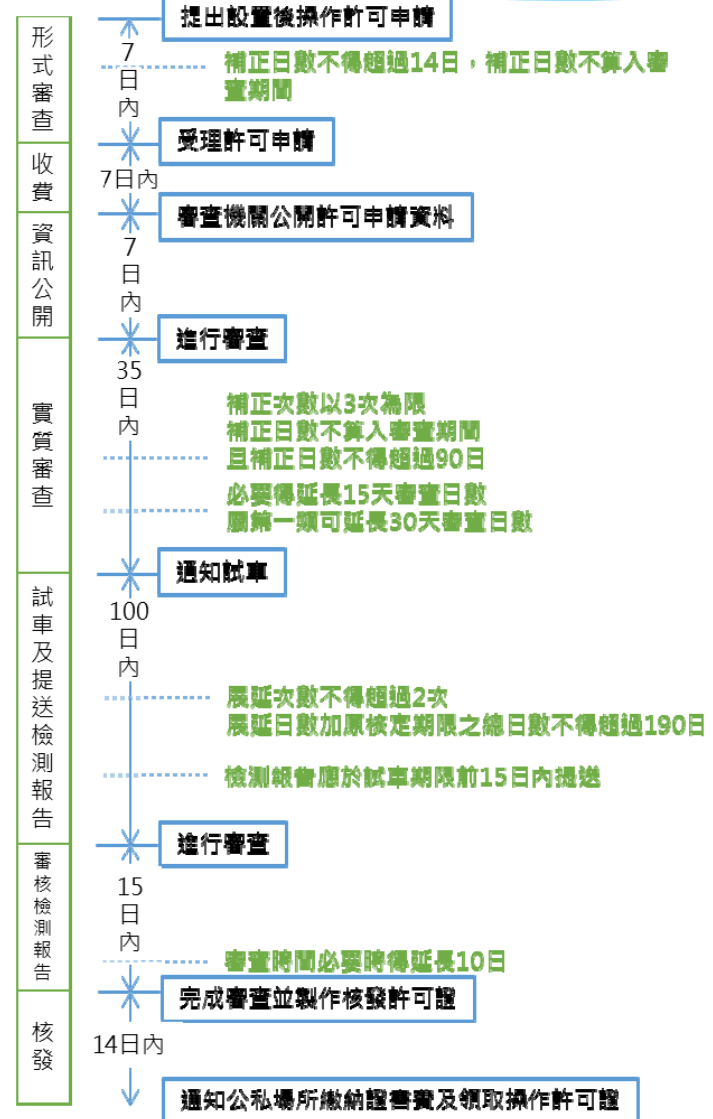 提出設置後操作許可申請
形式審查
7日內
補正日數不得超過14日，補正日數不算入審
查期間
受理許可申請
收費
7日內
審查機關公開許可申請資料
資訊公開
7日內
進行審查
實質審查
35日內
補正次數以3次為限
補正日數不算入審查期間
且補正日數不得超過90日
必要得延長15天審查日數
屬第一類可延長30天審查日數
通知試車
試車及提送檢測報告
100日內
展延次數不得超過2次
展延日數加原核定期限之總日數不得超過190日
檢測報告應於試車期限前15日內提送
進行審查
審核檢測報告
15日內
審查時間必要時得延長10日
完成審查並製作核發許可證
核發
14日內
通知公私場所繳納證書費及領取操作許可證